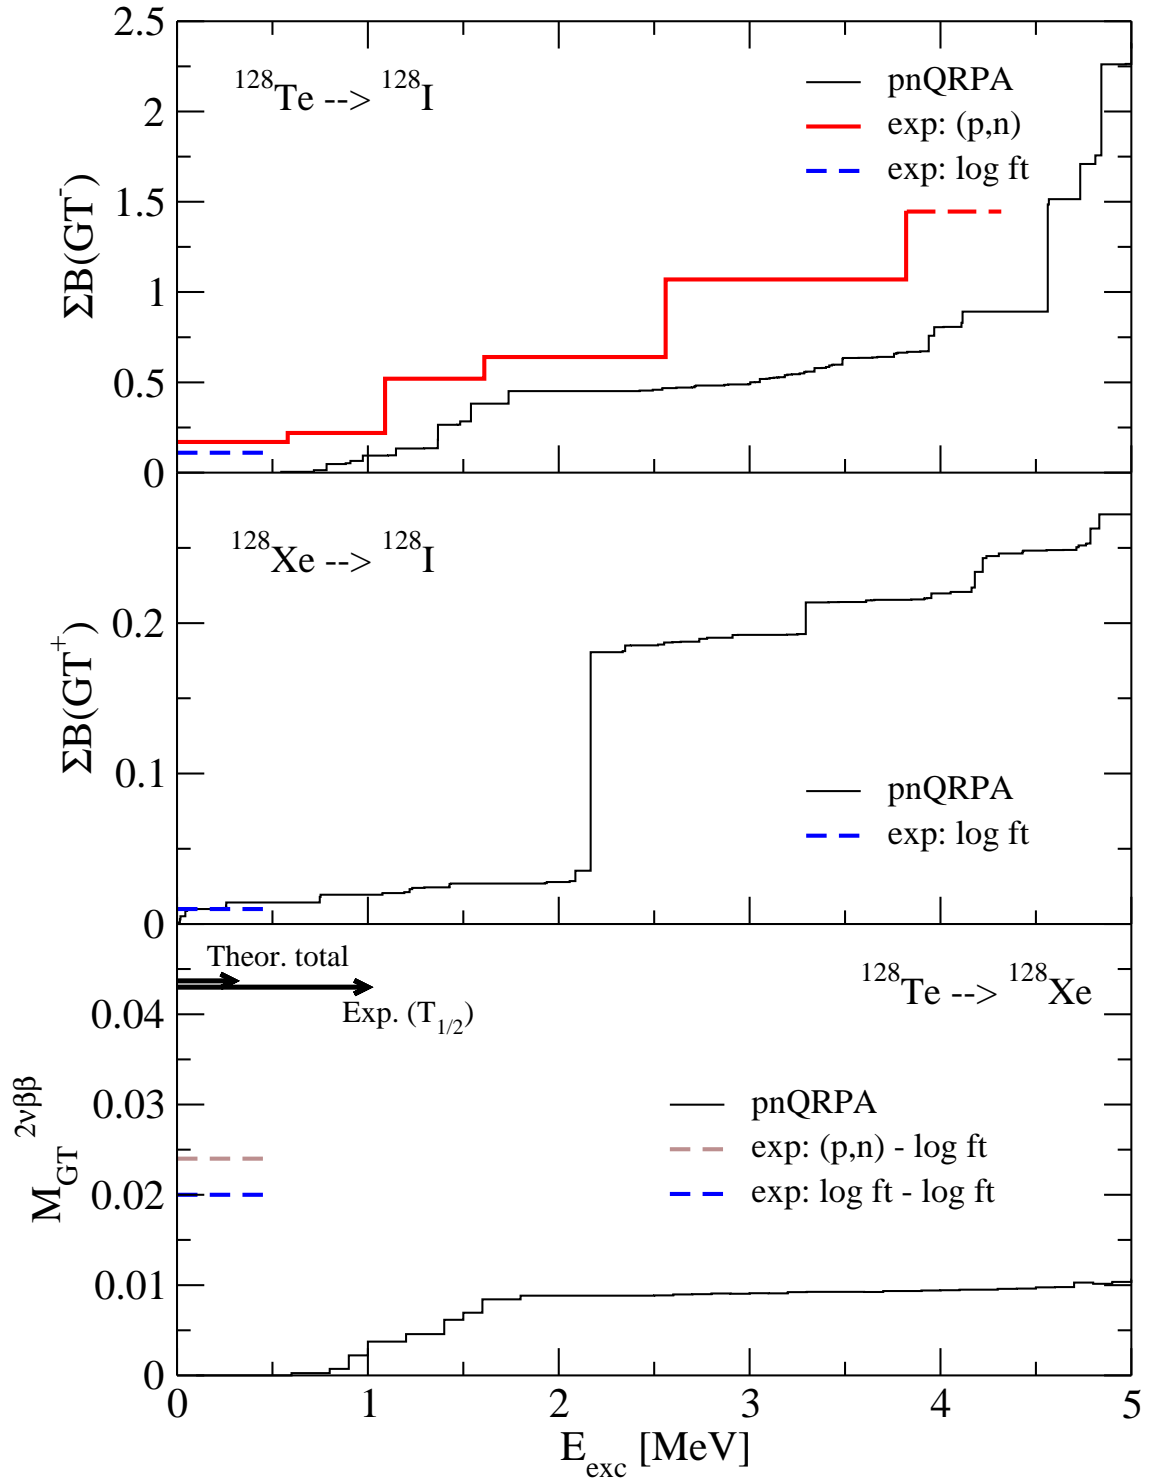 2.5
2
1.5
1
0.5
0
ΣB(GT⁻)
¹²⁸Te --> ¹²⁸I
pnQRPA
exp: (p,n)
exp: log ft
0.2
0.1
0
ΣB(GT⁺)
¹²⁸Xe --> ¹²⁸I
pnQRPA
exp: log ft
Theor. total
Exp. (T₁/₂)
¹²⁸Te --> ¹²⁸Xe
0.04
0.03
0.02
0.01
0
M_GT ²νββ
pnQRPA
exp: (p,n) - log ft
exp: log ft - log ft
0 1 2 3 4 5
E_exc [MeV]